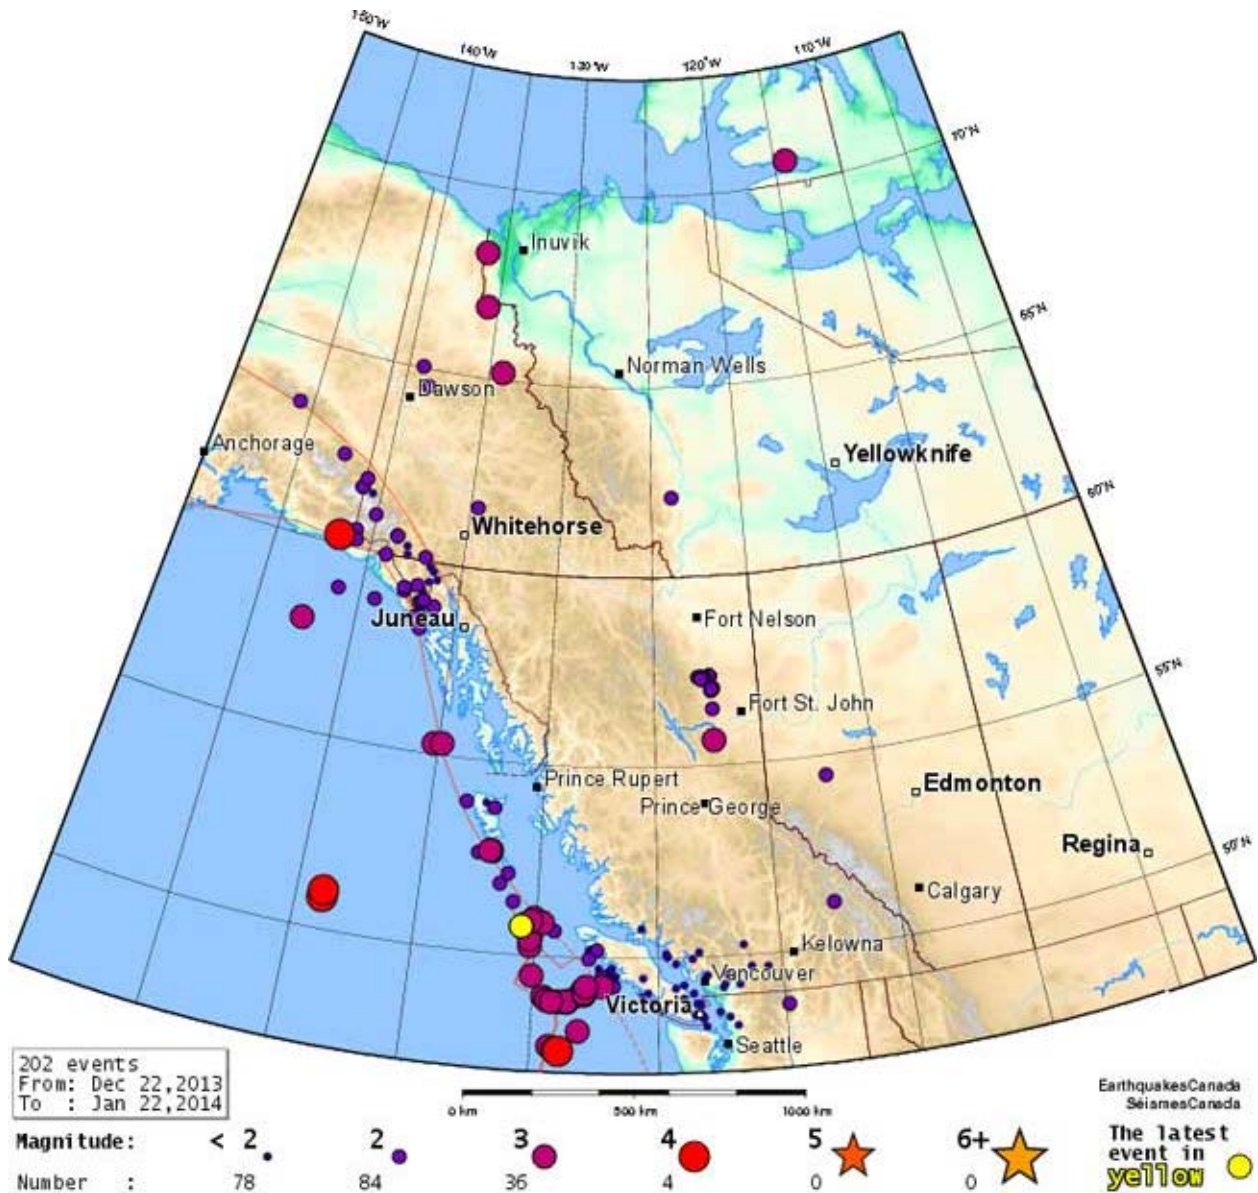 150°W
140°W
130°W
120°W
110°W
70°N
Inuvik
65°N
Norman Wells
Dawson
Anchorage
Yellowknife
60°N
Whitehorse
Juneau
Fort Nelson
55°N
Fort St. John
Prince Rupert
Edmonton
Prince George
Regina
50°N
Calgary
Kelowna
Vancouver
Victoria
Seattle
202 events
From: Dec 22,2013
To : Jan 22,2014
0 km 500 km 1000 km
EarthquakesCanada
SéismesCanada
Magnitude: < 2 2 3 4 5 6+
Number : 78 84 36 4 0 0
The latest
event in
yellow